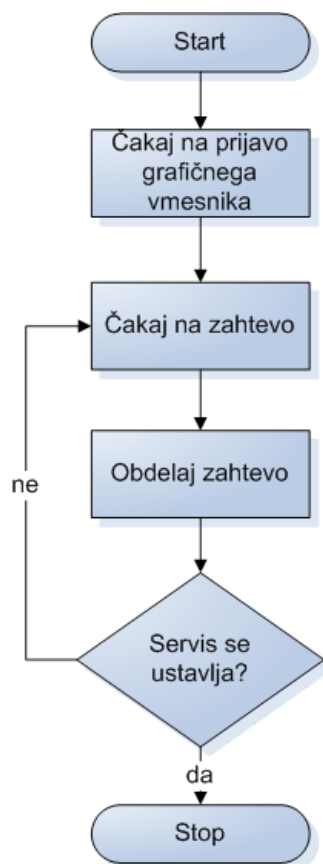 Start
Čakaj na prijavo
grafičnega
vmesnika
Čakaj na zahtevo
Obdelaj zahtevo
ne
Servis se
ustavlja?
da
Stop